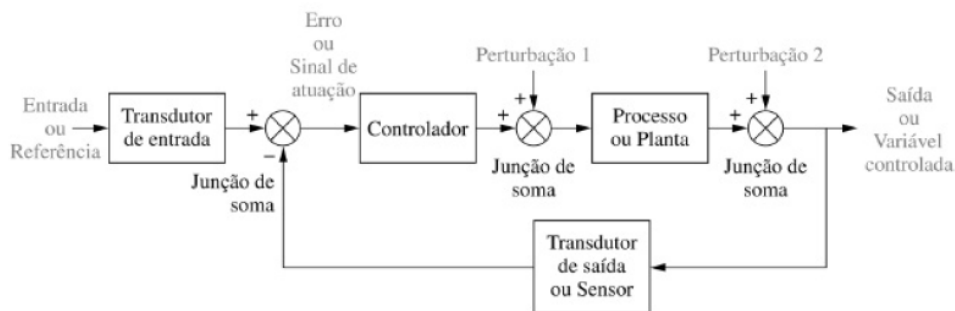 Erro
ou
Sinal de
atuação
Perturbação 1
Perturbação 2
Entrada
ou
Referência
Transdutor
de entrada
+
−
Junção de
soma
Controlador
+
+
Junção de
soma
Processo
ou Planta
+
+
Junção de
soma
Saída
ou
Variável
controlada
Transdutor
de saída
ou Sensor